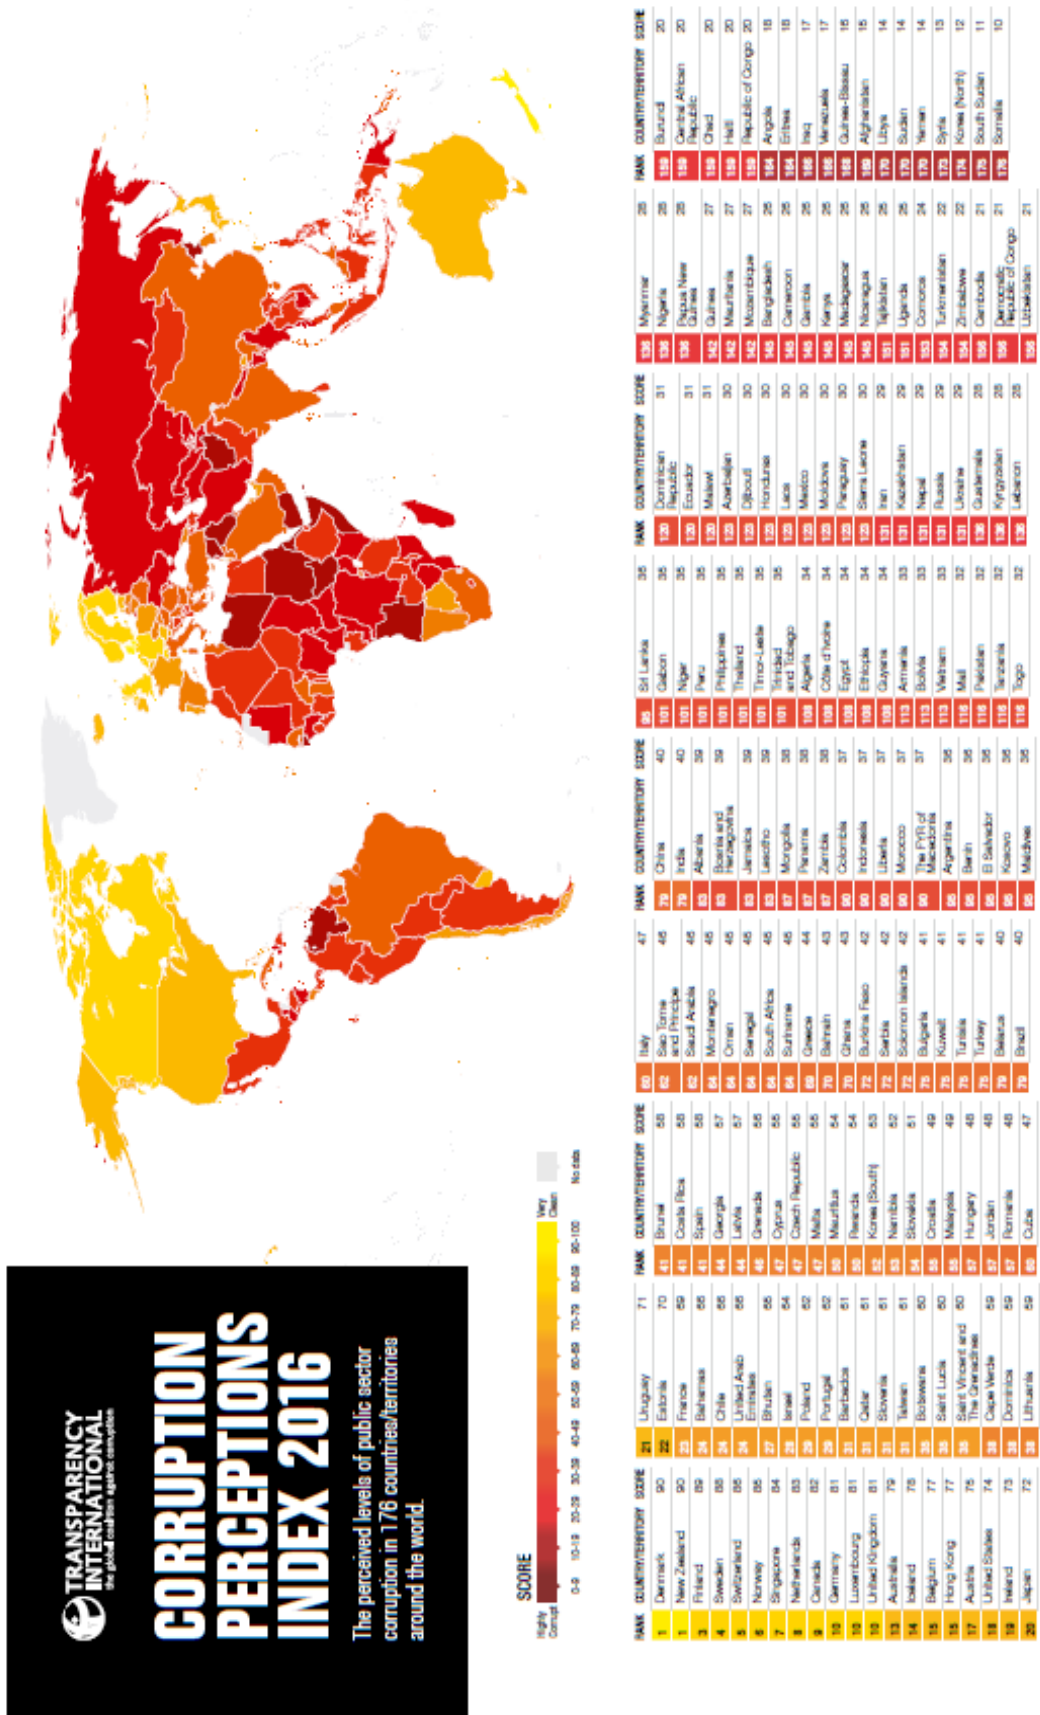 TRANSPARENCY
INTERNATIONAL
the global coalition against corruption
CORRUPTION
PERCEPTIONS
INDEX 2016
The perceived levels of public sector
corruption in 176 countries/territories
around the world.
SCORE
Highly Corrupt
Very Clean
0-9 10-19 20-29 30-39 40-49 50-59 60-69 70-79 80-89 90-100 No data
RANK COUNTRY/TERRITORY SCORE
1 Denmark 90
1 New Zealand 90
3 Finland 89
4 Sweden 88
5 Switzerland 86
6 Norway 85
7 Singapore 84
8 Netherlands 83
9 Canada 82
10 Germany 81
10 Luxembourg 81
10 United Kingdom 81
13 Australia 79
14 Iceland 78
15 Belgium 77
15 Hong Kong 77
17 Austria 75
18 United States 74
19 Ireland 73
20 Japan 72
21 Uruguay 71
22 Estonia 70
23 France 69
24 Bahamas 66
24 Chile 66
24 United Arab
Emirates 66
27 Bhutan 65
28 Israel 64
29 Poland 62
29 Portugal 62
31 Barbados 61
31 Qatar 61
31 Slovenia 61
31 Taiwan 61
35 Botswana 60
35 Saint Lucia 60
35 Saint Vincent and
The Grenadines 60
38 Cape Verde 59
38 Dominica 59
38 Lithuania 59
RANK COUNTRY/TERRITORY SCORE
41 Brunei 58
41 Costa Rica 58
41 Spain 58
44 Georgia 57
44 Latvia 57
46 Grenada 56
47 Cyprus 55
47 Czech Republic 55
47 Malta 55
50 Mauritius 54
50 Rwanda 54
52 Korea (South) 53
53 Namibia 52
54 Slovakia 51
55 Croatia 49
55 Malaysia 49
57 Hungary 48
57 Jordan 48
57 Romania 48
60 Cuba 47
60 Italy 47
62 Sao Tome
and Principe 46
62 Saudi Arabia 46
64 Montenegro 45
64 Oman 45
64 Senegal 45
64 South Africa 45
64 Suriname 45
69 Greece 44
70 Bahrain 43
70 Ghana 43
72 Burkina Faso 42
72 Serbia 42
72 Solomon Islands 42
75 Bulgaria 41
75 Kuwait 41
75 Tunisia 41
75 Turkey 41
79 Belarus 40
79 Brazil 40
RANK COUNTRY/TERRITORY SCORE
79 China 40
79 India 40
83 Albania 39
83 Bosnia and
Herzegovina 39
83 Jamaica 39
83 Lesotho 39
87 Mongolia 38
87 Panama 38
87 Zambia 38
90 Colombia 37
90 Indonesia 37
90 Liberia 37
90 Morocco 37
90 The FYR of
Macedonia 37
95 Argentina 36
95 Benin 36
95 El Salvador 36
95 Kosovo 36
95 Maldives 36
95 Sri Lanka 36
101 Gabon 35
101 Niger 35
101 Peru 35
101 Philippines 35
101 Thailand 35
101 Timor-Leste 35
101 Trinidad
and Tobago 35
108 Algeria 34
108 Côte d'Ivoire 34
108 Egypt 34
108 Ethiopia 34
108 Guyana 34
113 Armenia 33
113 Bolivia 33
113 Vietnam 33
116 Mali 32
116 Pakistan 32
116 Tanzania 32
116 Togo 32
RANK COUNTRY/TERRITORY SCORE
120 Dominican
Republic 31
120 Ecuador 31
120 Malawi 31
123 Azerbaijan 30
123 Djibouti 30
123 Honduras 30
123 Laos 30
123 Mexico 30
123 Moldova 30
123 Paraguay 30
123 Sierra Leone 30
131 Iran 29
131 Kazakhstan 29
131 Nepal 29
131 Russia 29
131 Ukraine 29
136 Guatemala 28
136 Kyrgyzstan 28
136 Lebanon 28
136 Myanmar 28
136 Nigeria 28
136 Papua New
Guinea 28
142 Guinea 27
142 Mauritania 27
142 Mozambique 27
145 Bangladesh 26
145 Cameroon 26
145 Gambia 26
145 Kenya 26
145 Madagascar 26
145 Nicaragua 26
151 Tajikistan 25
151 Uganda 25
153 Comoros 24
154 Turkmenistan 22
154 Zimbabwe 22
156 Cambodia 21
156 Democratic
Republic of Congo 21
156 Uzbekistan 21
RANK COUNTRY/TERRITORY SCORE
159 Burundi 20
159 Central African
Republic 20
159 Chad 20
159 Haiti 20
159 Republic of Congo 20
164 Angola 18
164 Eritrea 18
166 Iraq 17
166 Venezuela 17
168 Guinea-Bissau 16
169 Afghanistan 15
170 Libya 14
170 Sudan 14
170 Yemen 14
173 Syria 13
174 Korea (North) 12
175 South Sudan 11
176 Somalia 10